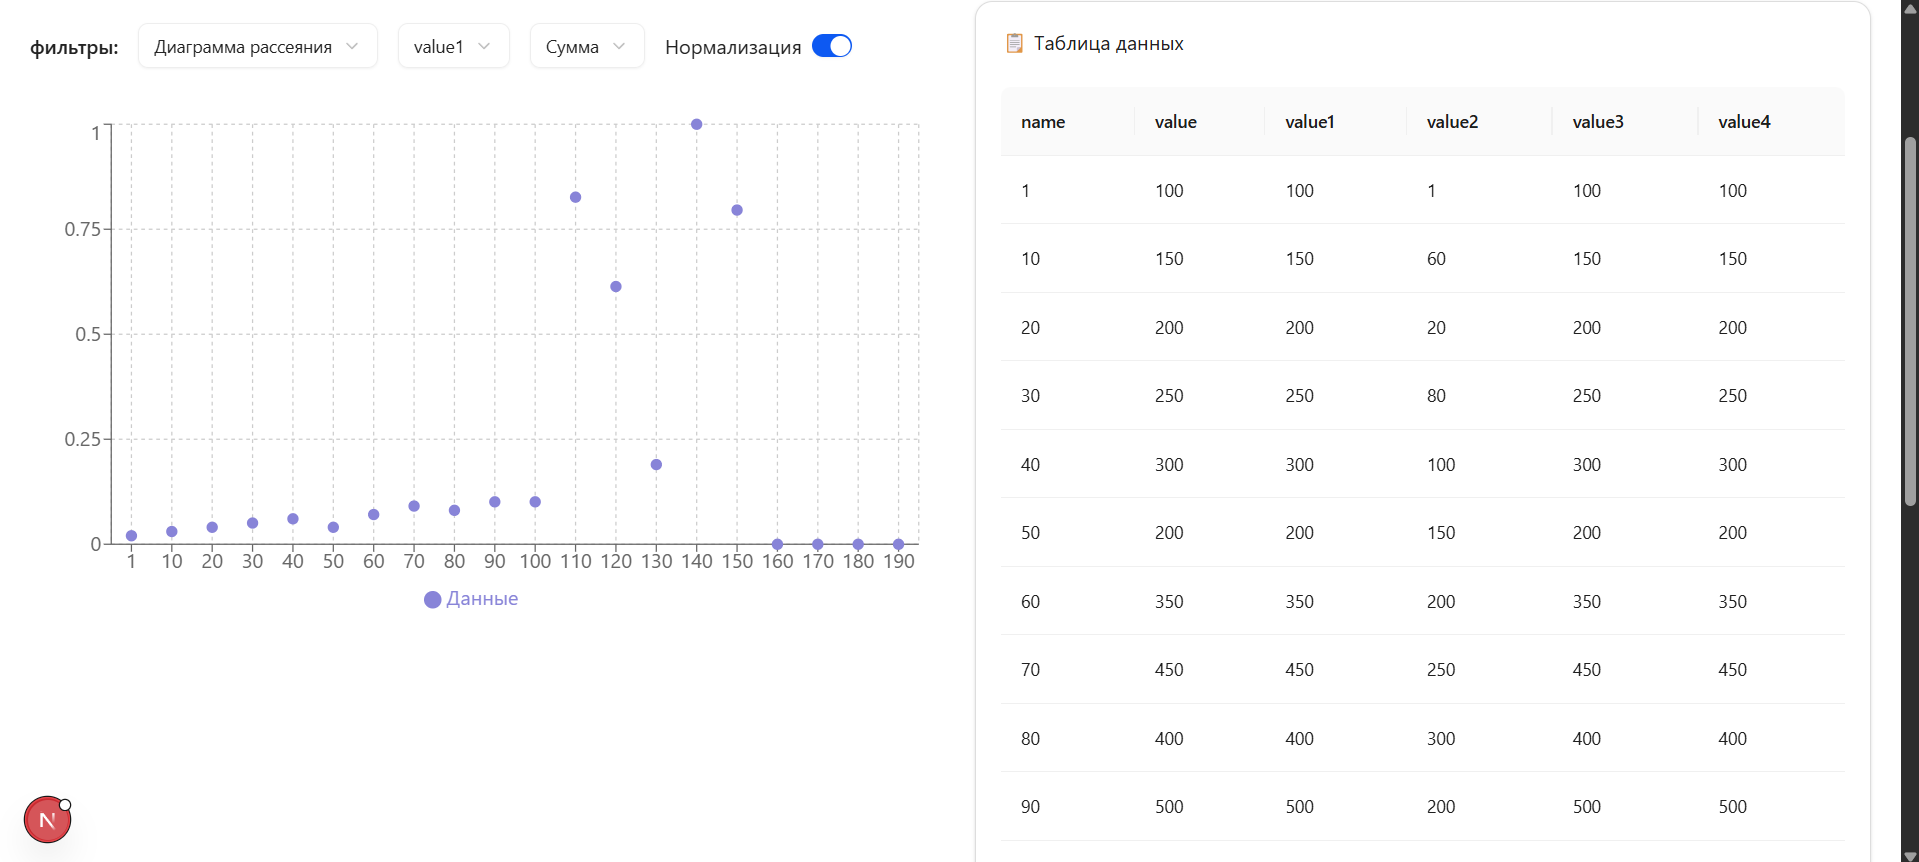 фильтры: Диаграмма рассеяния value1 Сумма Нормализация
1
0.75
0.5
0.25
0
1 10 20 30 40 50 60 70 80 90 100 110 120 130 140 150 160 170 180 190
Данные
N
Таблица данных
name value value1 value2 value3 value4
1 100 100 1 100 100
10 150 150 60 150 150
20 200 200 20 200 200
30 250 250 80 250 250
40 300 300 100 300 300
50 200 200 150 200 200
60 350 350 200 350 350
70 450 450 250 450 450
80 400 400 300 400 400
90 500 500 200 500 500